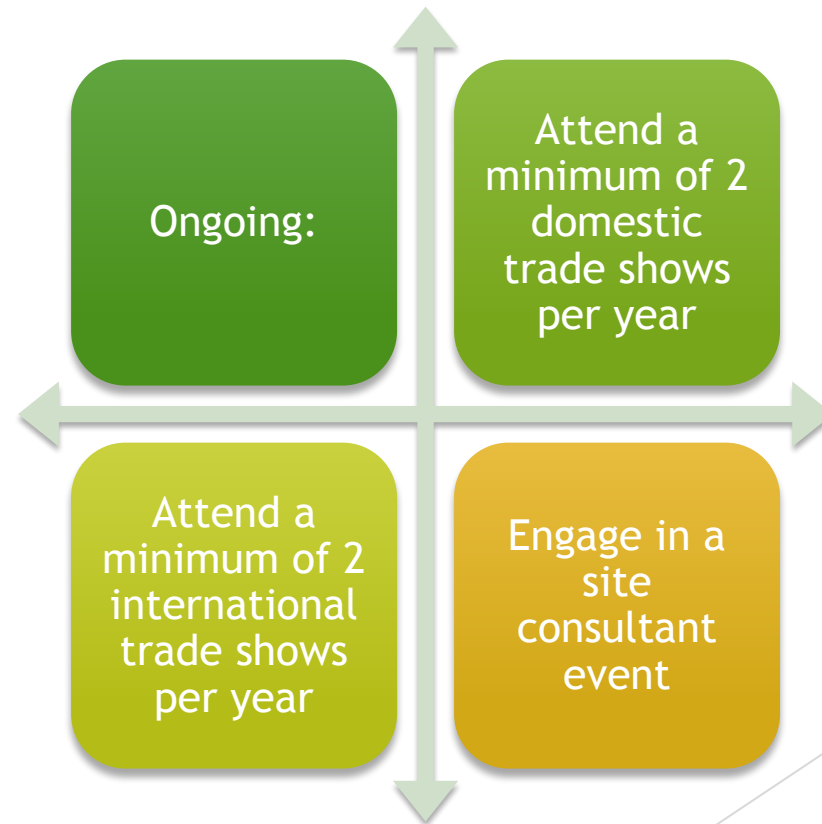 Ongoing:
Attend a
minimum of 2
domestic
trade shows
per year
Attend a
minimum of 2
international
trade shows
per year
Engage in a
site
consultant
event